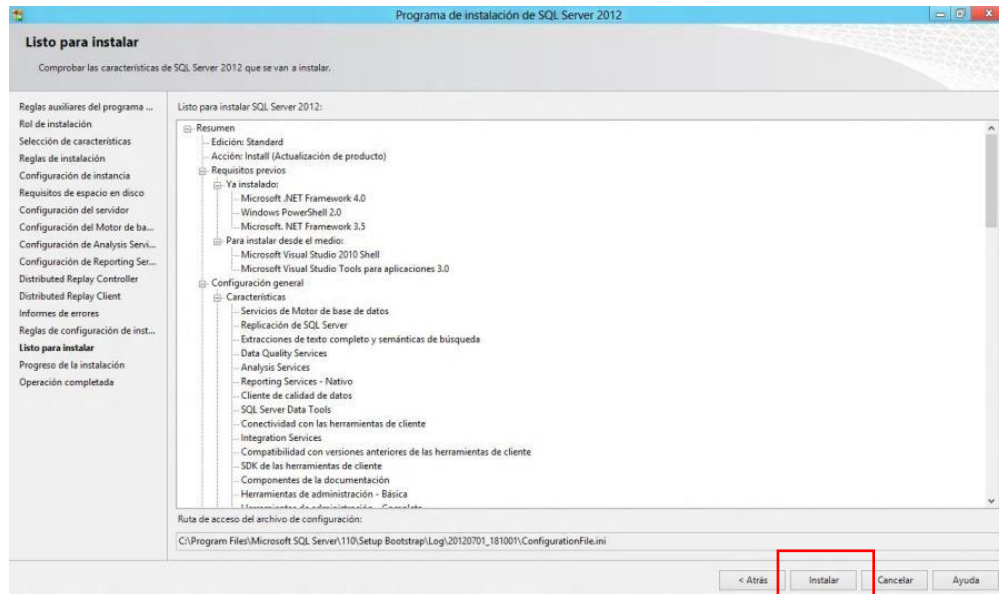 Programa de instalación de SQL Server 2012
Listo para instalar
Comprobar las características de SQL Server 2012 que se van a instalar.
Reglas auxiliares del programa ...
Rol de instalación
Selección de características
Reglas de instalación
Configuración de instancia
Requisitos de espacio en disco
Configuración del servidor
Configuración del Motor de ba...
Configuración de Analysis Servi...
Configuración de Reporting Ser...
Distributed Replay Controller
Distributed Replay Client
Informes de errores
Reglas de configuración de inst...
Listo para instalar
Progreso de la instalación
Operación completada
Listo para instalar SQL Server 2012:
Resumen
Edición: Standard
Acción: Install (Actualización de producto)
Requisitos previos
Ya instalado:
Microsoft .NET Framework 4.0
Windows PowerShell 2.0
Microsoft. NET Framework 3.5
Para instalar desde el medio:
Microsoft Visual Studio 2010 Shell
Microsoft Visual Studio Tools para aplicaciones 3.0
Configuración general
Características
Servicios de Motor de base de datos
Replicación de SQL Server
Extracciones de texto completo y semánticas de búsqueda
Data Quality Services
Analysis Services
Reporting Services - Nativo
Cliente de calidad de datos
SQL Server Data Tools
Conectividad con las herramientas de cliente
Integration Services
Compatibilidad con versiones anteriores de las herramientas de cliente
SDK de las herramientas de cliente
Componentes de la documentación
Herramientas de administración - Básica
Herramientas de administración - Completa
Ruta de acceso del archivo de configuración:
C:\Program Files\Microsoft SQL Server\110\Setup Bootstrap\Log\20120701_181001\ConfigurationFile.ini
< Atrás
Instalar
Cancelar
Ayuda